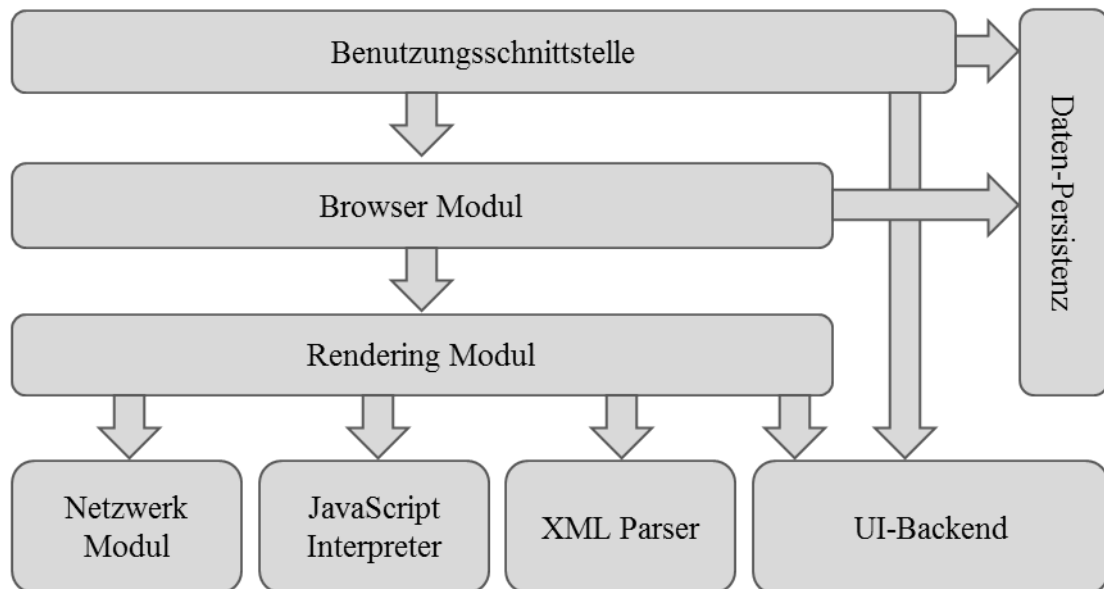 Benutzungsschnittstelle
Daten-Persistenz
Browser Modul
Rendering Modul
Netzwerk
Modul
JavaScript
Interpreter
XML Parser
UI-Backend